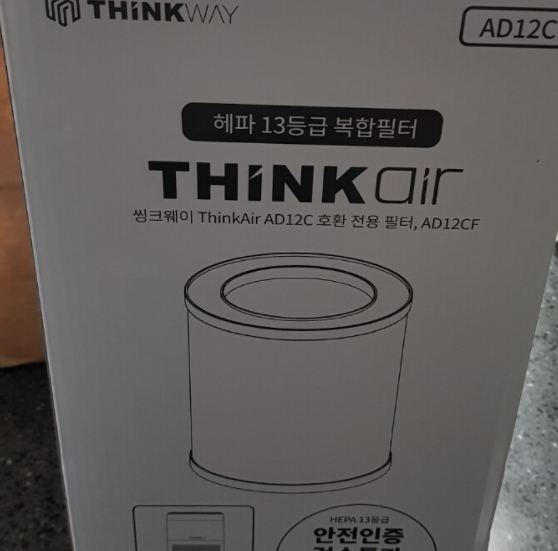 THINKWAY
AD12C
헤파 13등급 복합필터
THINKair
씽크웨이 ThinkAir AD12C 호환 전용 필터, AD12CF
HEPA 13등급
안전인증